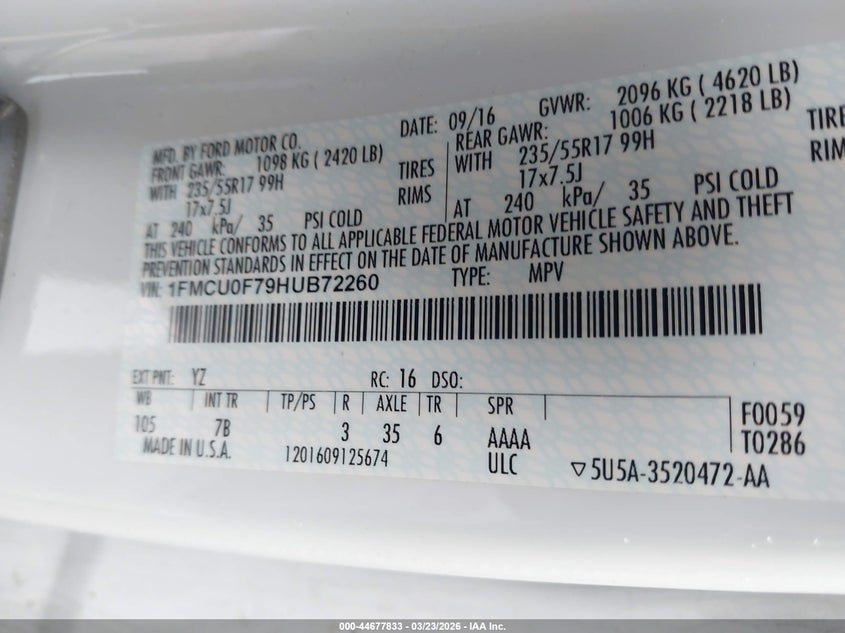 MFD. BY FORD MOTOR CO. DATE: 09/16 GVWR: 2096 KG ( 4620 LB)
FRONT GAWR: 1098 KG ( 2420 LB) REAR GAWR: 1006 KG ( 2218 LB)
WITH 235/55R17 99H TIRES WITH 235/55R17 99H TIRE
17x7.5J RIMS 17x7.5J RIM
AT 240 kPa/ 35 PSI COLD AT 240 kPa/ 35 PSI COLD
THIS VEHICLE CONFORMS TO ALL APPLICABLE FEDERAL MOTOR VEHICLE SAFETY AND THEFT
PREVENTION STANDARDS IN EFFECT ON THE DATE OF MANUFACTURE SHOWN ABOVE.
VIN: 1FMCU0F79HUB72260 TYPE: MPV
EXT PNT: YZ RC: 16 DSO:
WB INT TR TP/PS R AXLE TR SPR F0059
105 7B 3 35 6 AAAA T0286
MADE IN U.S.A. 1201609125674 ULC ▽5U5A-3520472-AA
000-44677833 - 03/23/2026 - IAA Inc.